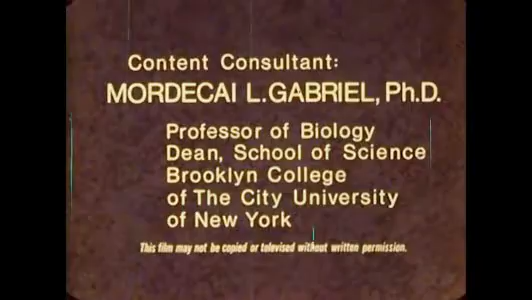 Content Consultant:
MORDECAI L. GABRIEL, Ph.D.
Professor of Biology
Dean, School of Science
Brooklyn College
of The City University
of New York
This film may not be copied or televised without written permission.